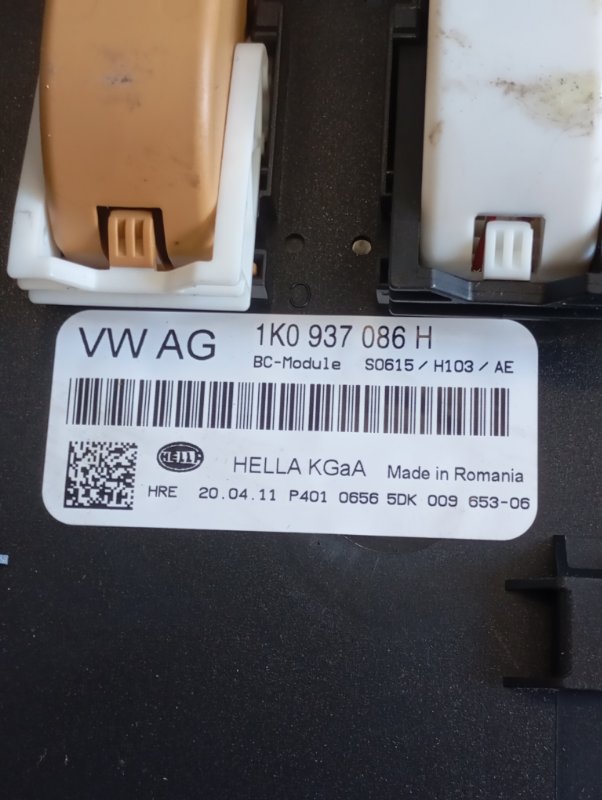 VW AG 1K0 937 086 H
BC-Module S0615/H103/AE
HELLA
HELLA KGaA Made in Romania
HRE 20.04.11 P401 0656 5DK 009 653-06